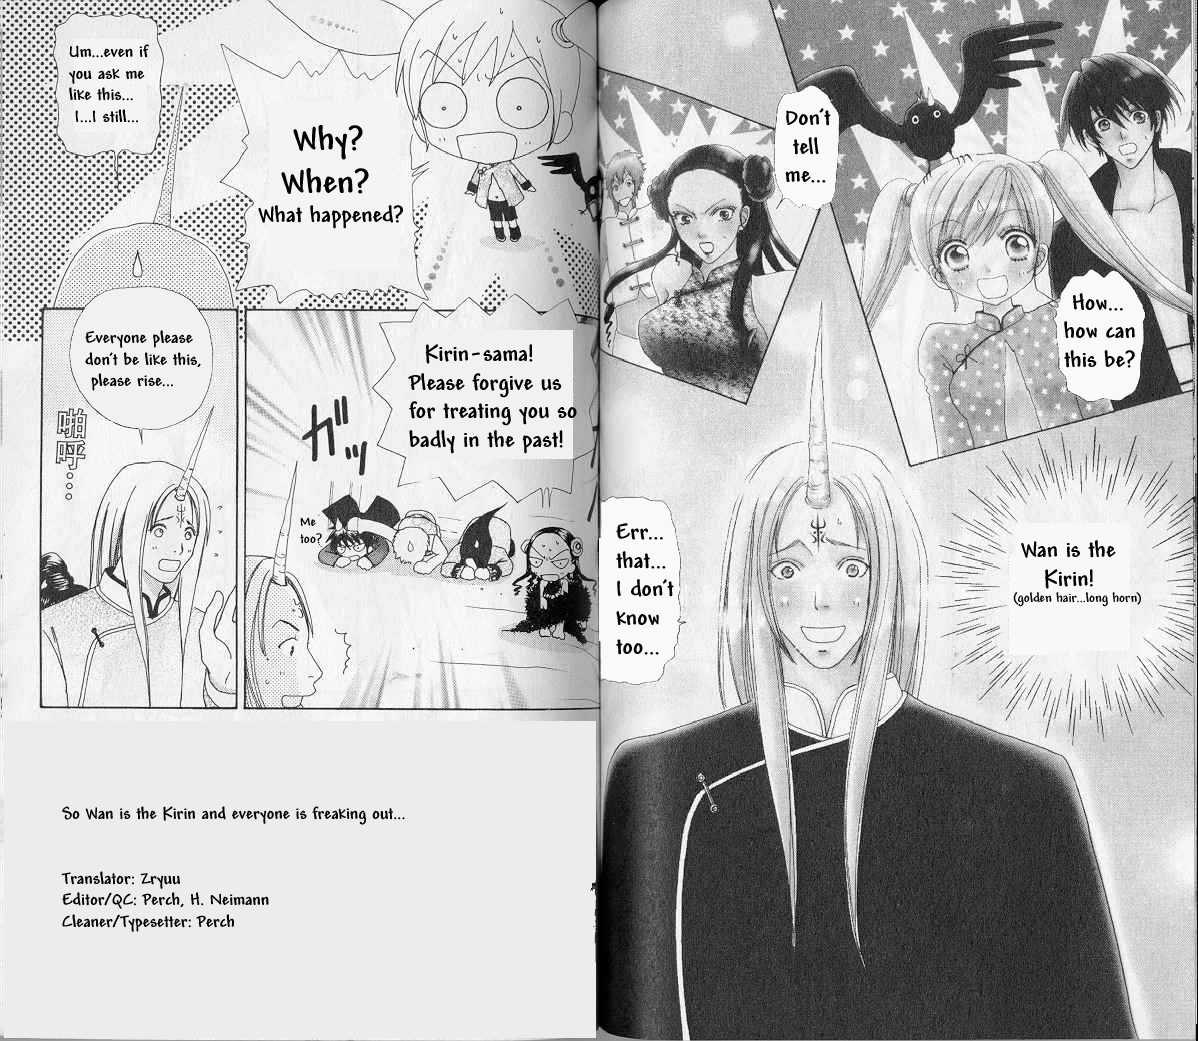 Don't
tell
me...
How...
how can
this be?
Wan is the
Kirin!
(golden hair...long horn)
Err...
that...
I don't
know
too...
Why?
When?
What happened?
Um...even if
you ask me
like this...
I...I still...
Kirin-sama!
Please forgive us
for treating you so
badly in the past!
ガッ
Me
too?
Everyone please
don't be like this,
please rise...
啪呼...
So Wan is the Kirin and everyone is freaking out...
Translator: Zryuu
Editor/QC: Perch, H. Neimann
Cleaner/Typesetter: Perch